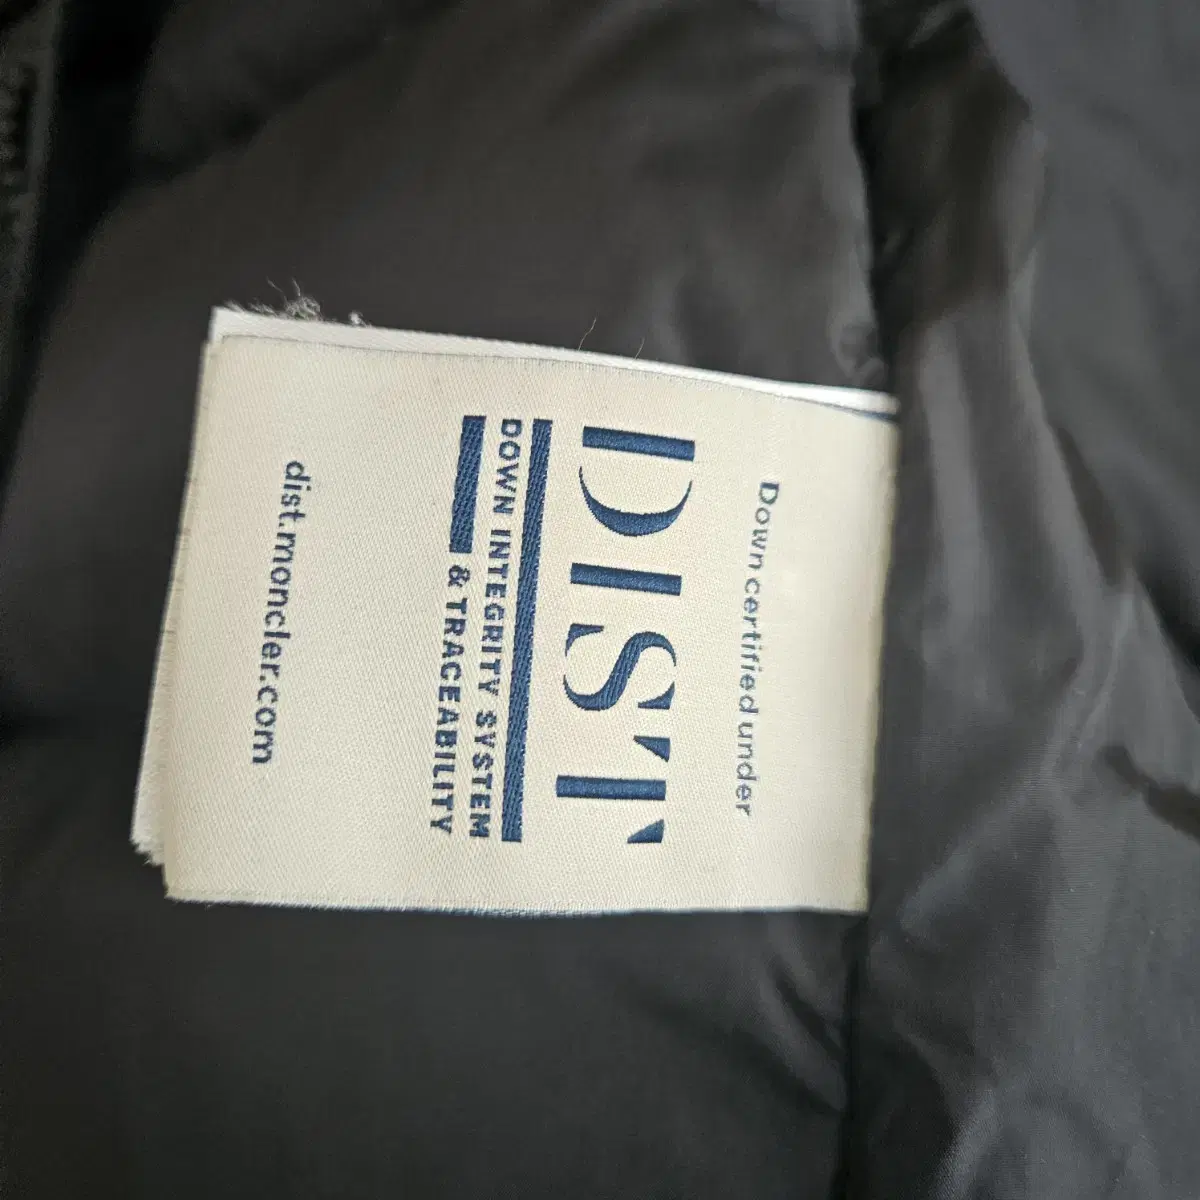 Down certified under
DIST
DOWN INTEGRITY SYSTEM
& TRACEABILITY
dist.moncler.com